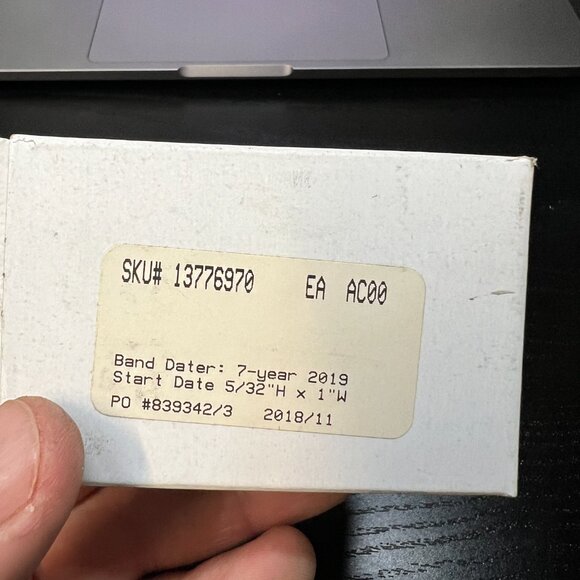 SKU# 13776970 EA AC00
Band Dater: 7-year 2019
Start Date 5/32"H x 1"W
PO #839342/3 2018/11